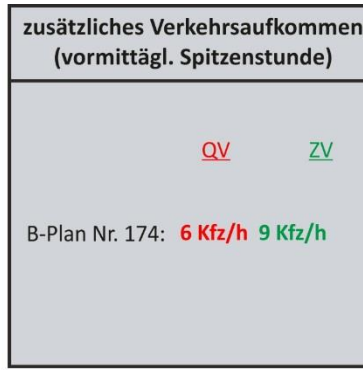 zusätzliches Verkehrsaufkommen
(vormittägl. Spitzenstunde)
QV ZV
B-Plan Nr. 174: 6 Kfz/h 9 Kfz/h